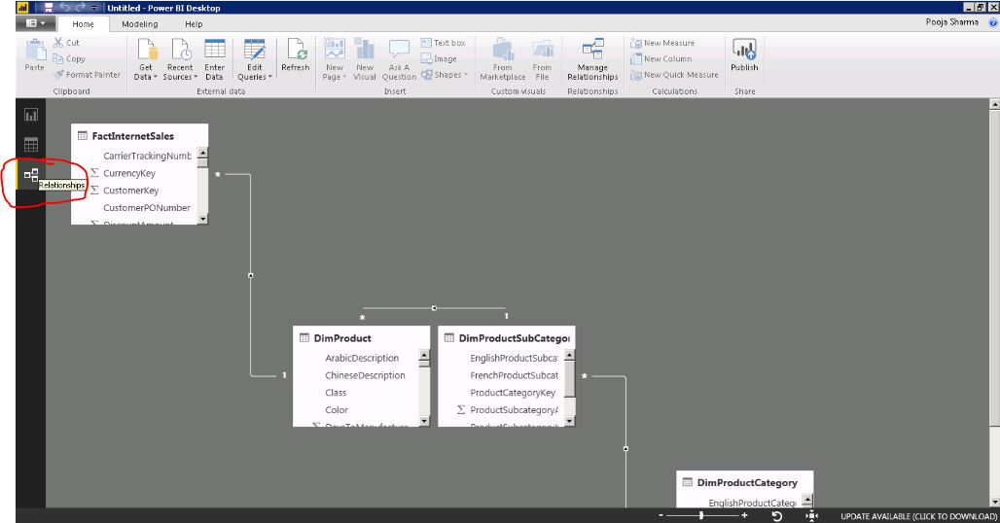 Untitled - Power BI Desktop
Home Modeling Help
Pooja Sharma
Paste
Cut
Copy
Format Painter
Clipboard
Get Data
Recent Sources
Enter Data
Edit Queries
External data
Refresh
New Page
New Visual
Ask A Question
Text box
Image
Shapes
Insert
From Marketplace
From File
Custom visuals
Manage Relationships
Relationships
New Measure
New Column
New Quick Measure
Calculations
Publish
Share
Relationships
FactInternetSales
CarrierTrackingNumb
Σ CurrencyKey
Σ CustomerKey
CustomerPONumber
Σ DiscountAmount
*
1
*
1
DimProduct
ArabicDescription
ChineseDescription
Class
Color
Σ DaysToManufacture
DimProductSubCategor
EnglishProductSubcat
FrenchProductSubcat
ProductCategoryKey
Σ ProductSubcategoryA
*
DimProductCategory
EnglishProductCateg
- +
UPDATE AVAILABLE (CLICK TO DOWNLOAD)